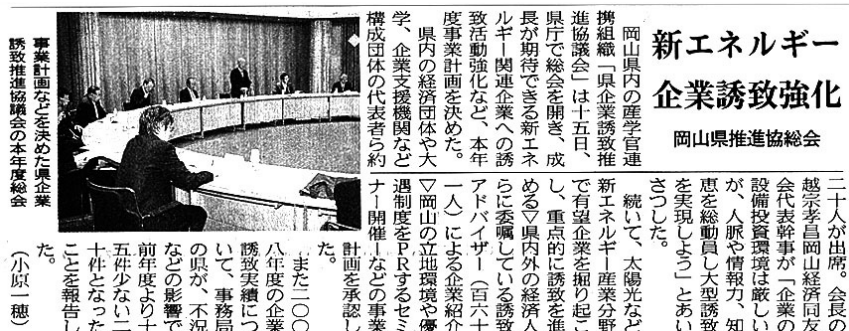 新エネルギー
企業誘致強化
岡山県推進協総会
岡山県内の産学官連
携組織「県企業誘致推
進協議会」は十五日、
県庁で総会を開き、成
長が期待できる新エネ
ルギー関連企業への誘
致活動強化など、本年
度事業計画を決めた。
県内の経済団体や大
学、企業支援機関など
構成団体の代表者ら約
二十人が出席。会長の
越宗孝昌岡山経済同友
会代表幹事が「企業の
設備投資環境は厳しい
が、人脈や情報力、知
恵を総動員し大型誘致
を実現しよう」とあい
さつした。
続いて、太陽光など
新エネルギー産業分野
で有望企業を掘り起こ
し、重点的に誘致を進
める▽県内外の経済人
らに委嘱している誘致
アドバイザー（百六十
一人）による企業紹介
▽岡山の立地環境や優
遇制度をPRするセミ
ナー開催―などの事業
計画を承認し
た。
また二〇〇
八年度の企業
誘致実績につ
いて、事務局
の県が、不況
などの影響で
前年度より十
五件少ない二
十件となった
ことを報告し
た。
（小原一穂）
事業計画などを決めた県企業
誘致推進協議会の本年度総会